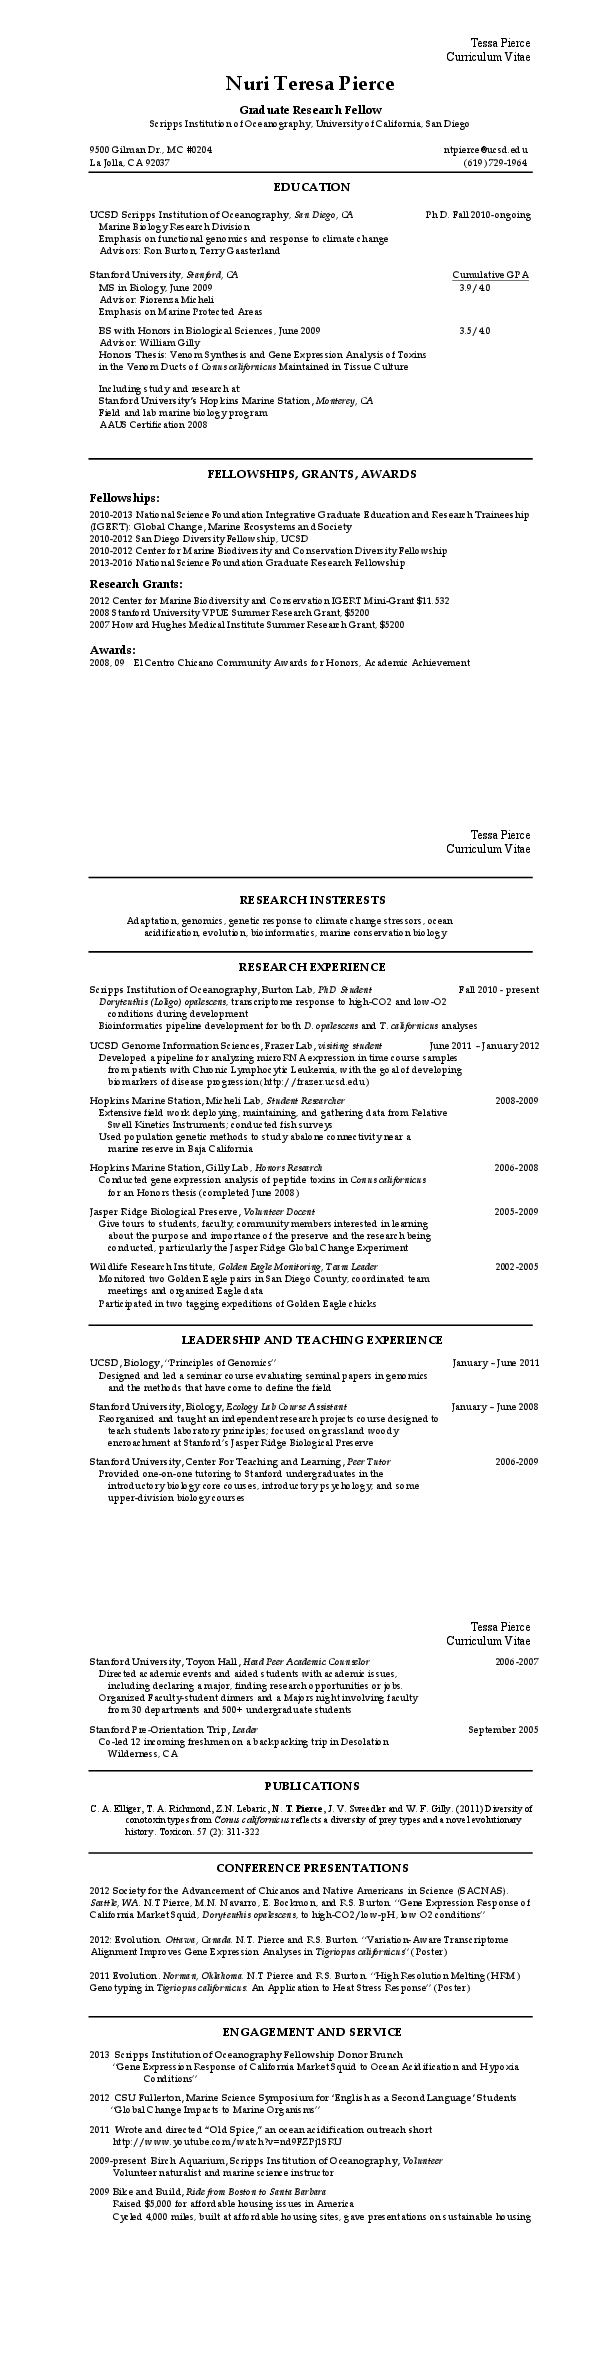 Tessa Pierce
Curriculum Vitae
Nuri Teresa Pierce
Graduate Research Fellow
Scripps Institution of Oceanography, University of California, San Diego
9500 Gilman Dr., MC #0204 ntpierce@ucsd.edu
La Jolla, CA 92037 (619) 729-1964
EDUCATION
UCSD Scripps Institution of Oceanography, San Diego, CA Ph D. Fall 2010-ongoing
Marine Biology Research Division
Emphasis on functional genomics and response to climate change
Advisors: Ron Burton, Terry Gaasterland
Stanford University, Stanford, CA Cumulative GPA
MS in Biology, June 2009 3.9/4.0
Advisor: Fiorenza Micheli
Emphasis on Marine Protected Areas
BS with Honors in Biological Sciences, June 2009 3.5/4.0
Advisor: William Gilly
Honors Thesis: Venom Synthesis and Gene Expression Analysis of Toxins
in the Venom Ducts of Conus californicus Maintained in Tissue Culture
Including study and research at
Stanford University's Hopkins Marine Station, Monterey, CA
Field and lab marine biology program
AAUS Certification 2008
FELLOWSHIPS, GRANTS, AWARDS
Fellowships:
2010-2013 National Science Foundation Integrative Graduate Education and Research Traineeship
(IGERT): Global Change, Marine Ecosystems and Society
2010-2012 San Diego Diversity Fellowship, UCSD
2010-2012 Center for Marine Biodiversity and Conservation Diversity Fellowship
2013-2016 National Science Foundation Graduate Research Fellowship
Research Grants:
2012 Center for Marine Biodiversity and Conservation IGERT Mini-Grant $11,532
2008 Stanford University VPUE Summer Research Grant, $5200
2007 Howard Hughes Medical Institute Summer Research Grant, $5200
Awards:
2008, 09 El Centro Chicano Community Awards for Honors, Academic Achievement
Tessa Pierce
Curriculum Vitae
RESEARCH INSTERESTS
Adaptation, genomics, genetic response to climate change stressors, ocean
acidification, evolution, bioinformatics, marine conservation biology
RESEARCH EXPERIENCE
Scripps Institution of Oceanography, Burton Lab, PhD Student Fall 2010 - present
Doryteuthis (Loligo) opalescens, transcriptome response to high-CO2 and low-O2
conditions during development
Bioinformatics pipeline development for both D. opalescens and T. californicus analyses
UCSD Genome Information Sciences, Frazer Lab, visiting student June 2011 – January 2012
Developed a pipeline for analyzing microRNA expression in time course samples
from patients with Chronic Lymphocytic Leukemia, with the goal of developing
biomarkers of disease progression (http://frazer.ucsd.edu)
Hopkins Marine Station, Micheli Lab, Student Researcher 2008-2009
Extensive field work deploying, maintaining, and gathering data from Relative
Swell Kinetics Instruments; conducted fish surveys
Used population genetic methods to study abalone connectivity near a
marine reserve in Baja California
Hopkins Marine Station, Gilly Lab, Honors Research 2006-2008
Conducted gene expression analysis of peptide toxins in Conus californicus
for an Honors thesis (completed June 2008)
Jasper Ridge Biological Preserve, Volunteer Docent 2005-2009
Give tours to students, faculty, community members interested in learning
about the purpose and importance of the preserve and the research being
conducted, particularly the Jasper Ridge Global Change Experiment
Wildlife Research Institute, Golden Eagle Monitoring, Team Leader 2002-2005
Monitored two Golden Eagle pairs in San Diego County, coordinated team
meetings and organized Eagle data
Participated in two tagging expeditions of Golden Eagle chicks
LEADERSHIP AND TEACHING EXPERIENCE
UCSD, Biology, "Principles of Genomics" January – June 2011
Designed and led a seminar course evaluating seminal papers in genomics
and the methods that have come to define the field
Stanford University, Biology, Ecology Lab Course Assistant January – June 2008
Reorganized and taught an independent research projects course designed to
teach students laboratory principles; focused on grassland woody
encroachment at Stanford's Jasper Ridge Biological Preserve
Stanford University, Center For Teaching and Learning, Peer Tutor 2006-2009
Provided one-on-one tutoring to Stanford undergraduates in the
introductory biology core courses, introductory psychology, and some
upper-division biology courses
Tessa Pierce
Curriculum Vitae
Stanford University, Toyon Hall, Head Peer Academic Counselor 2006-2007
Directed academic events and aided students with academic issues,
including declaring a major, finding research opportunities or jobs.
Organized Faculty-student dinners and a Majors night involving faculty
from 30 departments and 500+ undergraduate students
Stanford Pre-Orientation Trip, Leader September 2005
Co-led 12 incoming freshmen on a backpacking trip in Desolation
Wilderness, CA
PUBLICATIONS
C. A. Elliger, T. A. Richmond, Z.N. Lebaric, N. T. Pierce, J. V. Sweedler and W. F. Gilly. (2011) Diversity of
conotoxin types from Conus californicus reflects a diversity of prey types and a novel evolutionary
history. Toxicon. 57 (2): 311-322
CONFERENCE PRESENTATIONS
2012 Society for the Advancement of Chicanos and Native Americans in Science (SACNAS).
Seattle, WA. N.T Pierce, M.N. Navarro, E. Bockmon, and R.S. Burton. "Gene Expression Response of
California Market Squid, Doryteuthis opalescens, to high-CO2/low-pH, low O2 conditions"
2012: Evolution. Ottawa, Canada. N.T. Pierce and R.S. Burton. "Variation-Aware Transcriptome
Alignment Improves Gene Expression Analyses in Tigriopus californicus" (Poster)
2011 Evolution. Norman, Oklahoma. N.T Pierce and R.S. Burton. "High Resolution Melting (HRM)
Genotyping in Tigriopus californicus: An Application to Heat Stress Response" (Poster)
ENGAGEMENT AND SERVICE
2013 Scripps Institution of Oceanography Fellowship Donor Brunch
"Gene Expression Response of California Market Squid to Ocean Acidification and Hypoxia
Conditions"
2012 CSU Fullerton, Marine Science Symposium for 'English as a Second Language' Students
"Global Change Impacts to Marine Organisms"
2011 Wrote and directed "Old Spice," an ocean acidification outreach short
http://www.youtube.com/watch?v=nd9FZPj1SRU
2009-present Birch Aquarium, Scripps Institution of Oceanography, Volunteer
Volunteer naturalist and marine science instructor
2009 Bike and Build, Ride from Boston to Santa Barbara
Raised $5,000 for affordable housing issues in America
Cycled 4,000 miles, built at affordable housing sites, gave presentations on sustainable housing